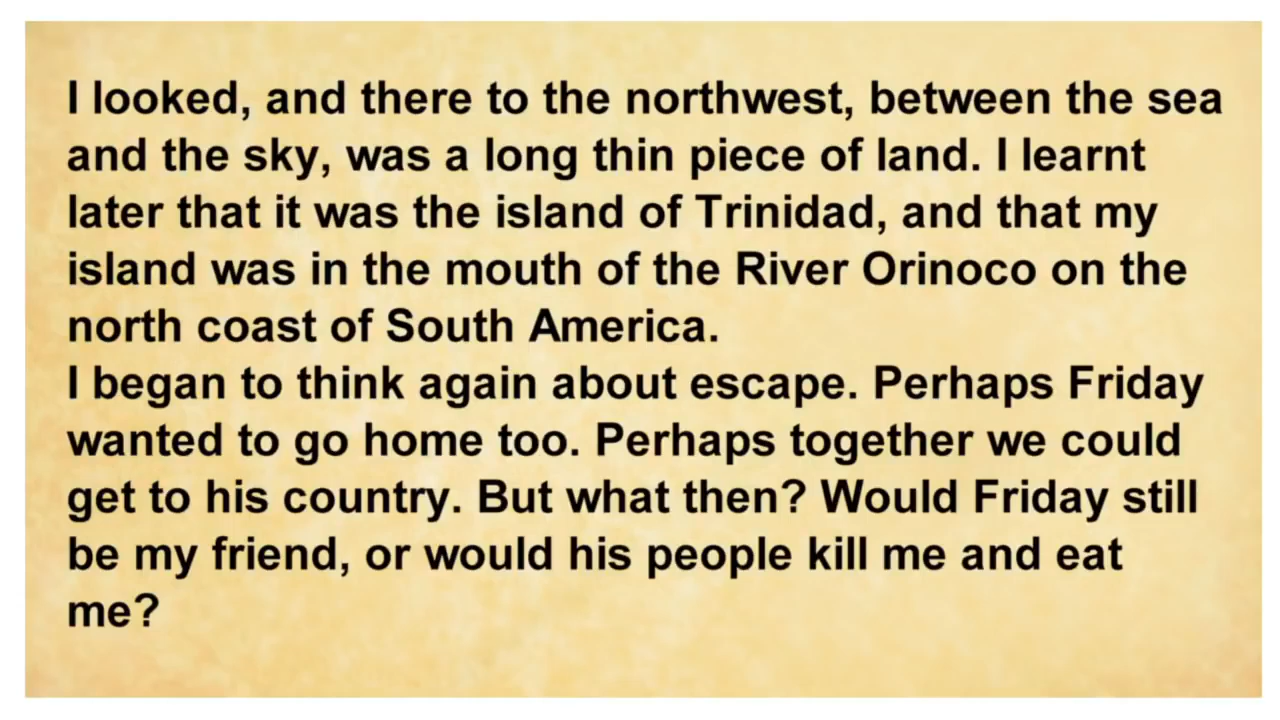 I looked, and there to the northwest, between the sea
and the sky, was a long thin piece of land. I learnt
later that it was the island of Trinidad, and that my
island was in the mouth of the River Orinoco on the
north coast of South America.
I began to think again about escape. Perhaps Friday
wanted to go home too. Perhaps together we could
get to his country. But what then? Would Friday still
be my friend, or would his people kill me and eat
me?